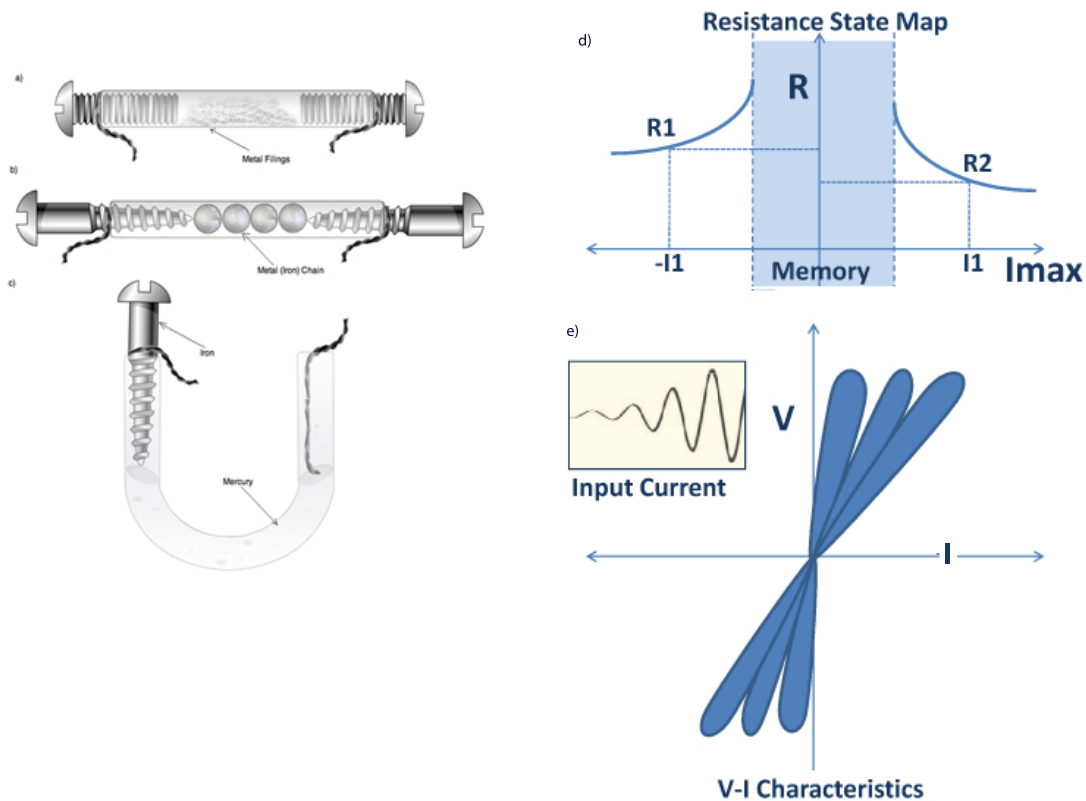 a)
Metal Filings
b)
Metal (Iron) Chain
c)
Iron
Mercury
d)
Resistance State Map
R
R1
R2
-I1
I1
Imax
Memory
e)
V
Input Current
I
V-I Characteristics